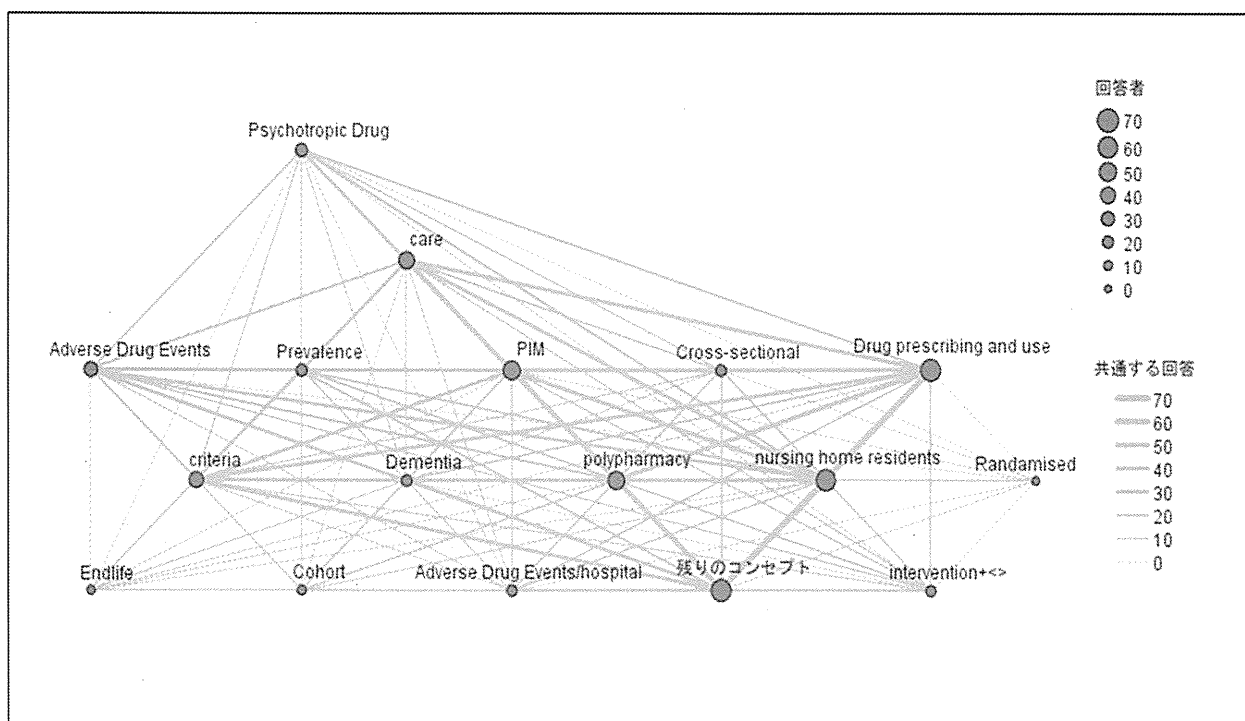 Psychotropic Drug
care
Adverse Drug Events
Prevalence
PIM
Cross-sectional
Drug prescribing and use
criteria
Dementia
polypharmacy
nursing home residents
Randamised
Endlife
Cohort
Adverse Drug Events/hospital
残りのコンセプト
intervention+<>
回答者
70
60
50
40
30
20
10
0
共通する回答
70
60
50
40
30
20
10
0